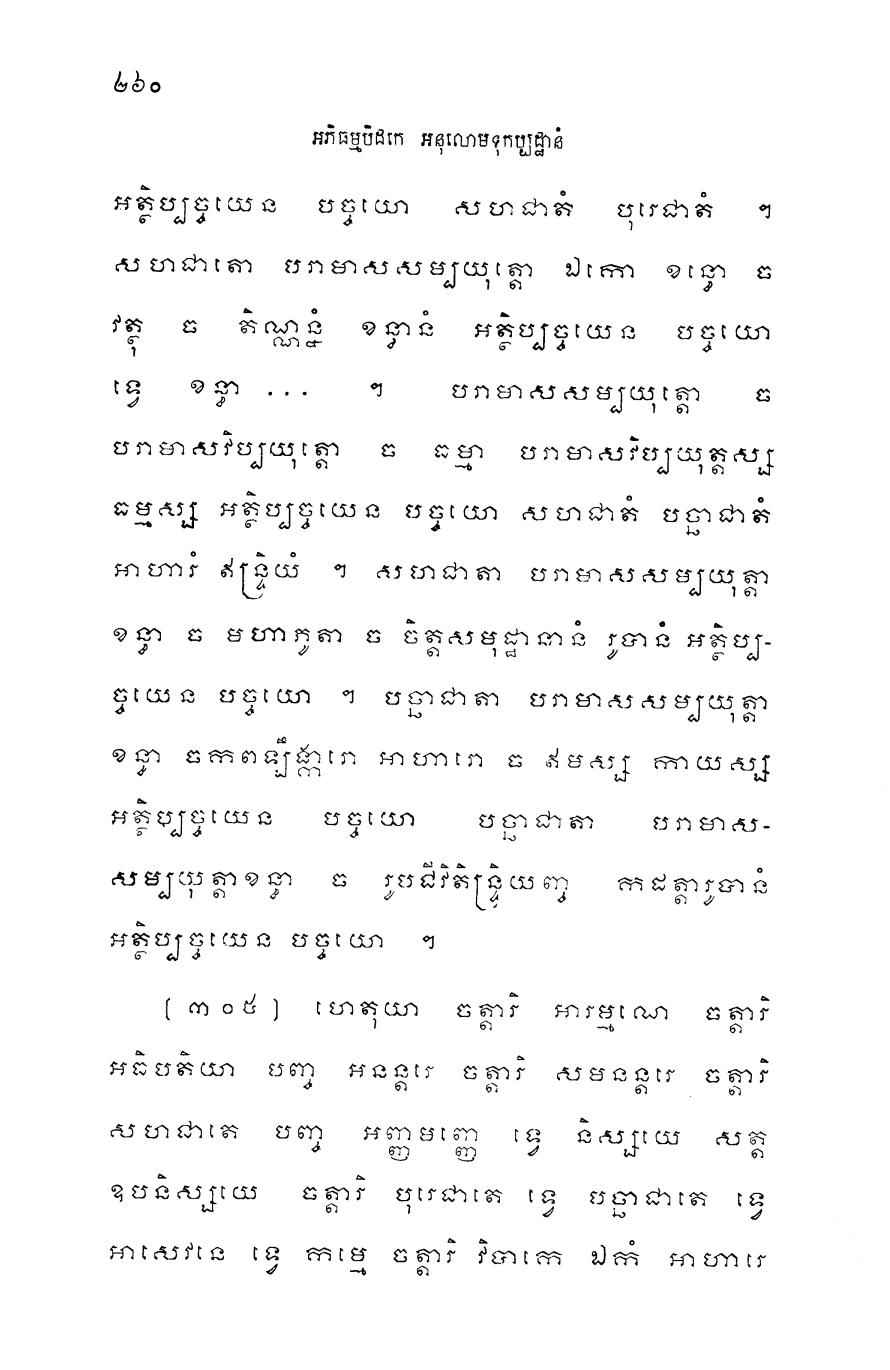 ២៦០
អភិធម្មបិដកេ អនុលោមទុកប្បដ្ឋានំ
អត្ថិប្បច្ចយេន បច្ចយោ សហជាតំ បុរេជាតំ ។
សហជាតោ បរាមាសសម្បយុត្តោ ឯកោ ខន្ធោ ច
វត្ថុ ច តិណ្ណន្នំ ខន្ធានំ អត្ថិប្បច្ចយេន បច្ចយោ
ទ្វេ ខន្ធា ... ។ បរាមាសសម្បយុត្តោ ច
បរាមាសវិប្បយុត្តោ ច ធម្មា បរាមាសវិប្បយុត្តស្ស
ធម្មស្ស អត្ថិប្បច្ចយេន បច្ចយោ សហជាតំ បច្ឆាជាតំ
អាហារំ ឥន្ទ្រិយំ ។ សហជាតា បរាមាសសម្បយុត្តា
ខន្ធា ច មហាភូតា ច ចិត្តសមុដ្ឋានានំ រូបានំ អត្ថិប្ប-
ច្ចយេន បច្ចយោ ។ បច្ឆាជាតា បរាមាសសម្បយុត្តា
ខន្ធា ចកពឡិង្ការោ អាហារោ ច ឥមស្ស កាយស្ស
អត្ថិប្បច្ចយេន បច្ចយោ បច្ឆាជាតា បរាមាស-
សម្បយុត្តាខន្ធា ច រូបជីវិតិន្ទ្រិយញ្ច កដត្តារូបានំ
អត្ថិប្បច្ចយេន បច្ចយោ ។
[៣០៥] ហេតុយា ចត្តារិ អារម្មណេ ចត្តារិ
អធិបតិយា បញ្ច អនន្តរេ ចត្តារិ សមនន្តរេ ចត្តារិ
សហជាតេ បញ្ច អញ្ញមញ្ញេ ទ្វេ និស្សយេ សត្ត
ឧបនិស្សយេ ចត្តារិ បុរេជាតេ ទ្វេ បច្ឆាជាតេ ទ្វេ
អាសេវនេ ទ្វេ កម្មេ ចត្តារិ វិបាកេ ឯកំ អាហារេ